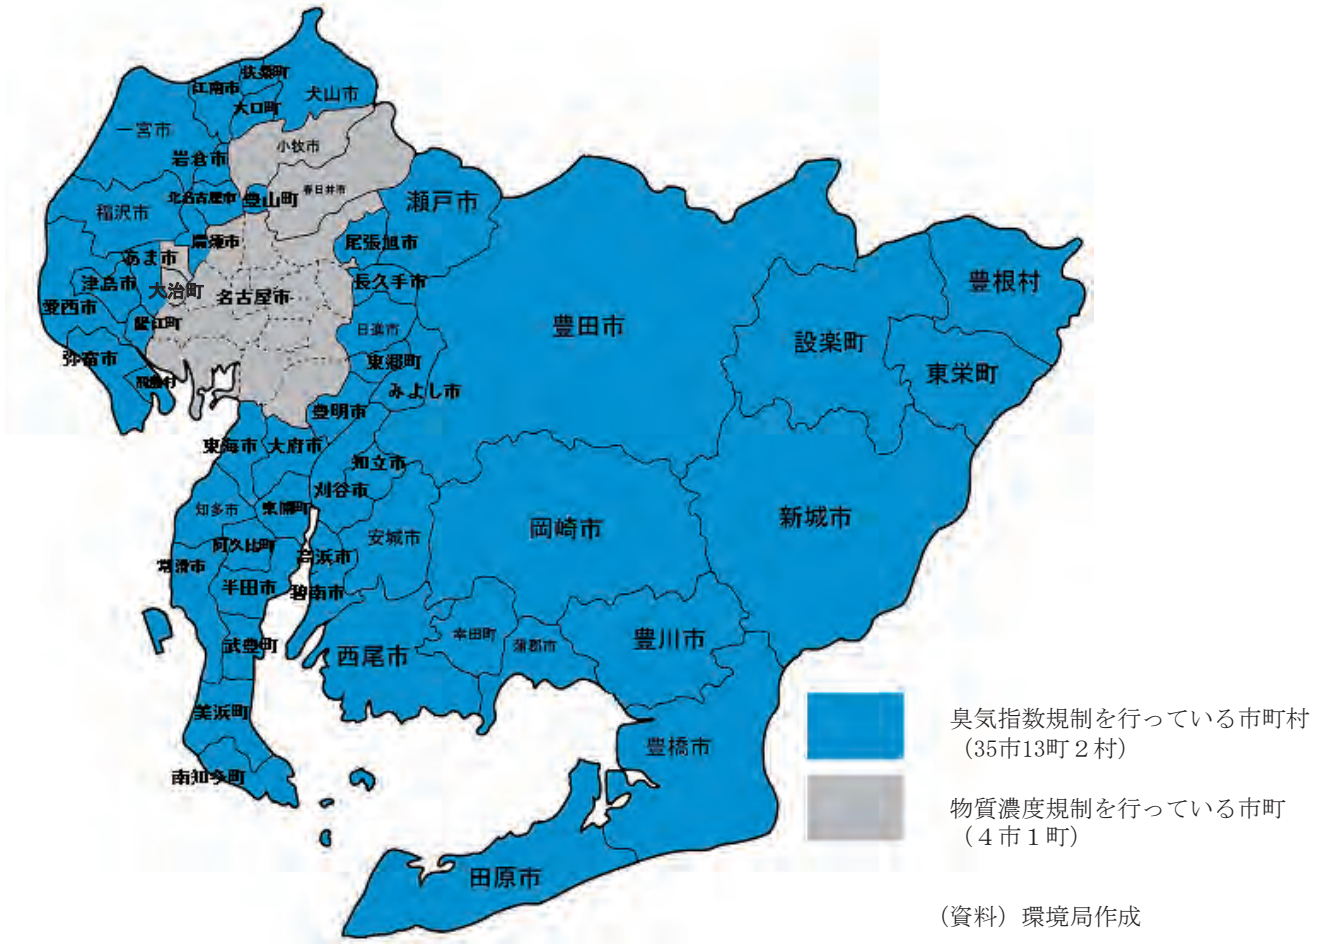 扶桑町
江南市
大口町
犬山市
一宮市
小牧市
岩倉市
春日井市
北名古屋市
豊山町
瀬戸市
稲沢市
清須市
尾張旭市
あま市
津島市
大治町
名古屋市
長久手市
愛西市
蟹江町
日進市
弥富市
飛島村
東郷町
みよし市
豊明市
豊田市
設楽町
豊根村
東栄町
東海市
大府市
知立市
刈谷市
知多市
東浦町
安城市
岡崎市
新城市
阿久比町
高浜市
常滑市
半田市
碧南市
武豊町
西尾市
幸田町
蒲郡市
豊川市
美浜町
南知多町
豊橋市
田原市
臭気指数規制を行っている市町村
(35市13町2村)
物質濃度規制を行っている市町
(4市1町)
(資料) 環境局作成